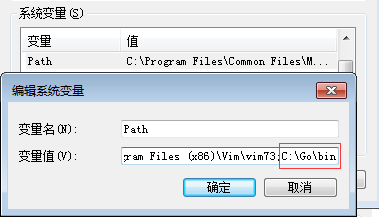 系统变量(S)
变量 值
Path C:\Program Files\Common Files\M...
编辑系统变量
变量名(N): Path
变量值(V): gram Files (x86)\Vim\vim73;C:\Go\bin
确定 取消